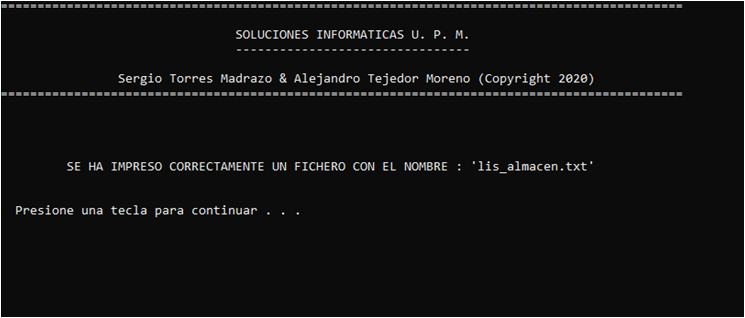 ===============================================================================================
SOLUCIONES INFORMATICAS U. P. M.
--------------------------------
Sergio Torres Madrazo & Alejandro Tejedor Moreno (Copyright 2020)
===============================================================================================
SE HA IMPRESO CORRECTAMENTE UN FICHERO CON EL NOMBRE : 'lis_almacen.txt'
Presione una tecla para continuar . . .